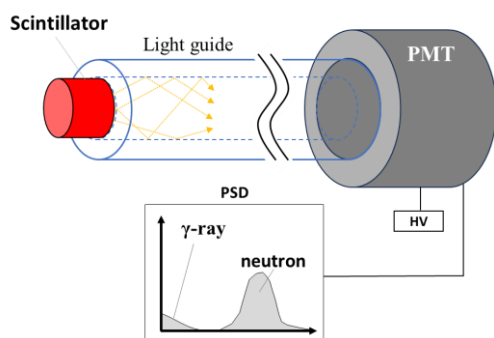 Scintillator
Light guide
PMT
HV
PSD
γ-ray
neutron